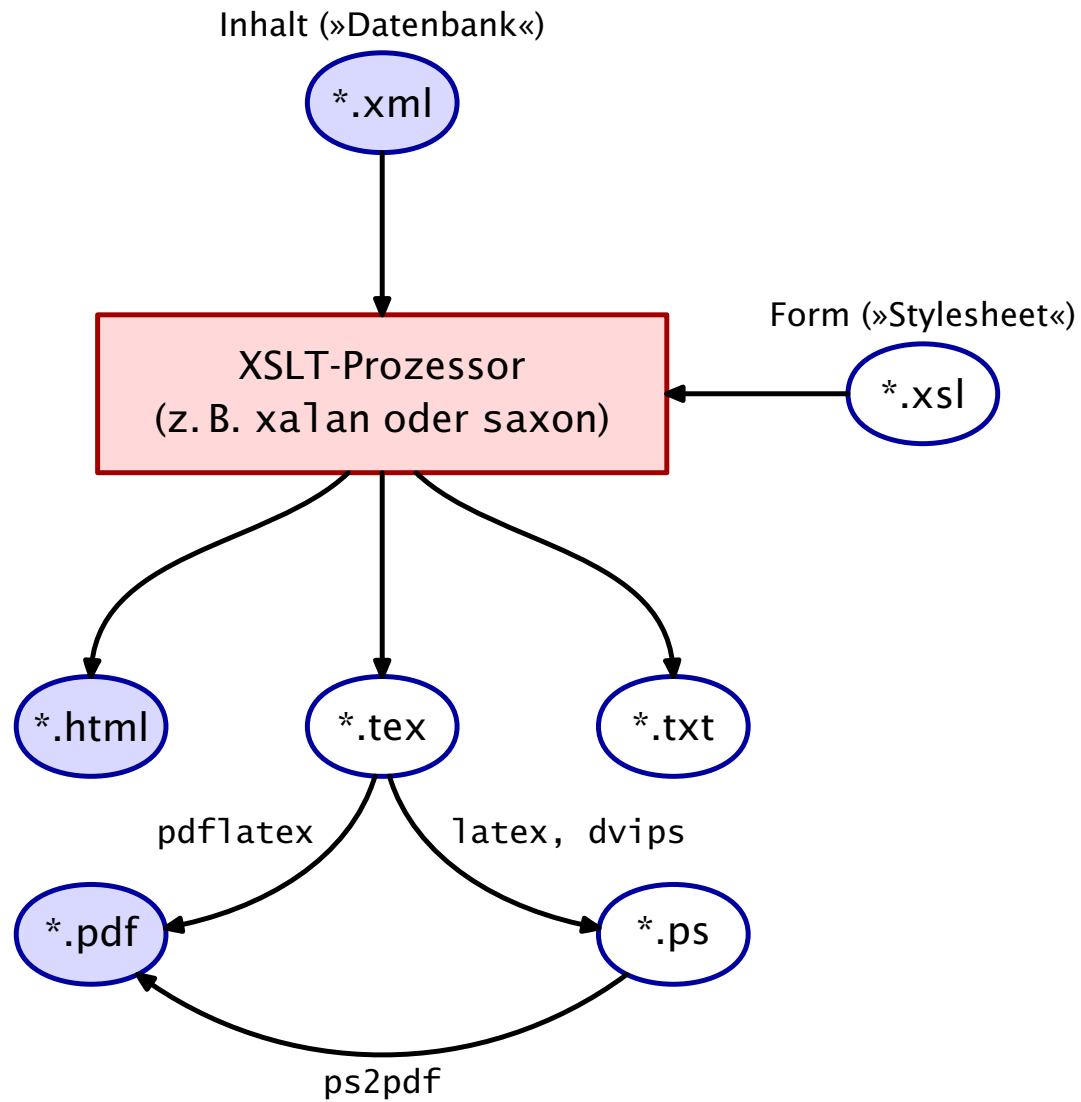 Inhalt (»Datenbank«)
*.xml
Form (»Stylesheet«)
*.xsl
XSLT-Prozessor
(z. B. xalan oder saxon)
*.html
*.tex
*.txt
pdflatex
latex, dvips
*.pdf
*.ps
ps2pdf